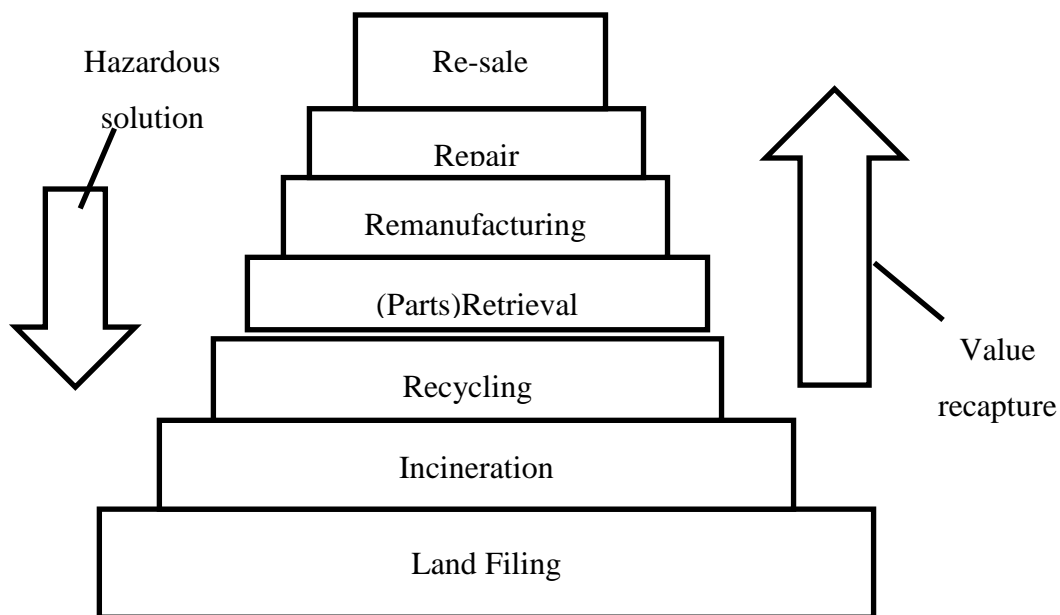 Hazardous
solution
Re-sale
Repair
Remanufacturing
(Parts)Retrieval
Recycling
Incineration
Land Filing
Value
recapture